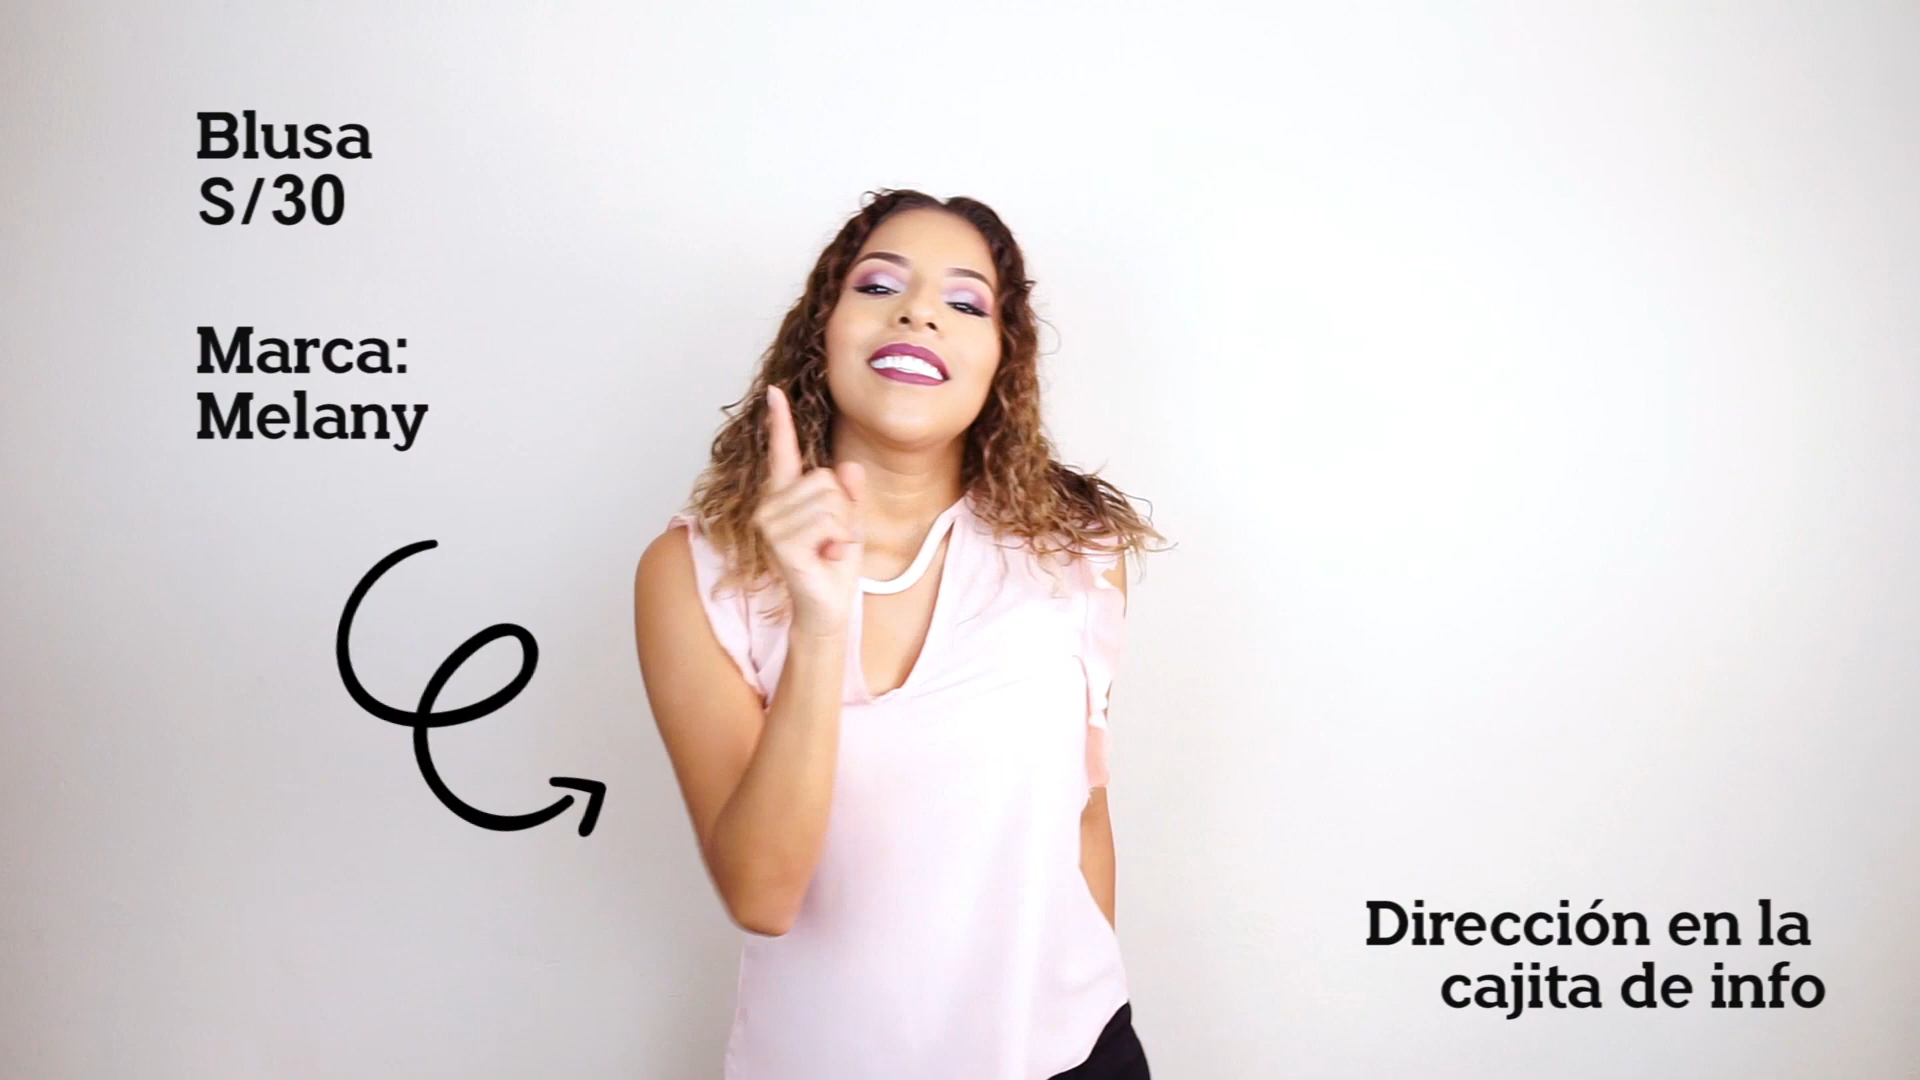 Blusa
S/30
Marca:
Melany
Dirección en la
cajita de info